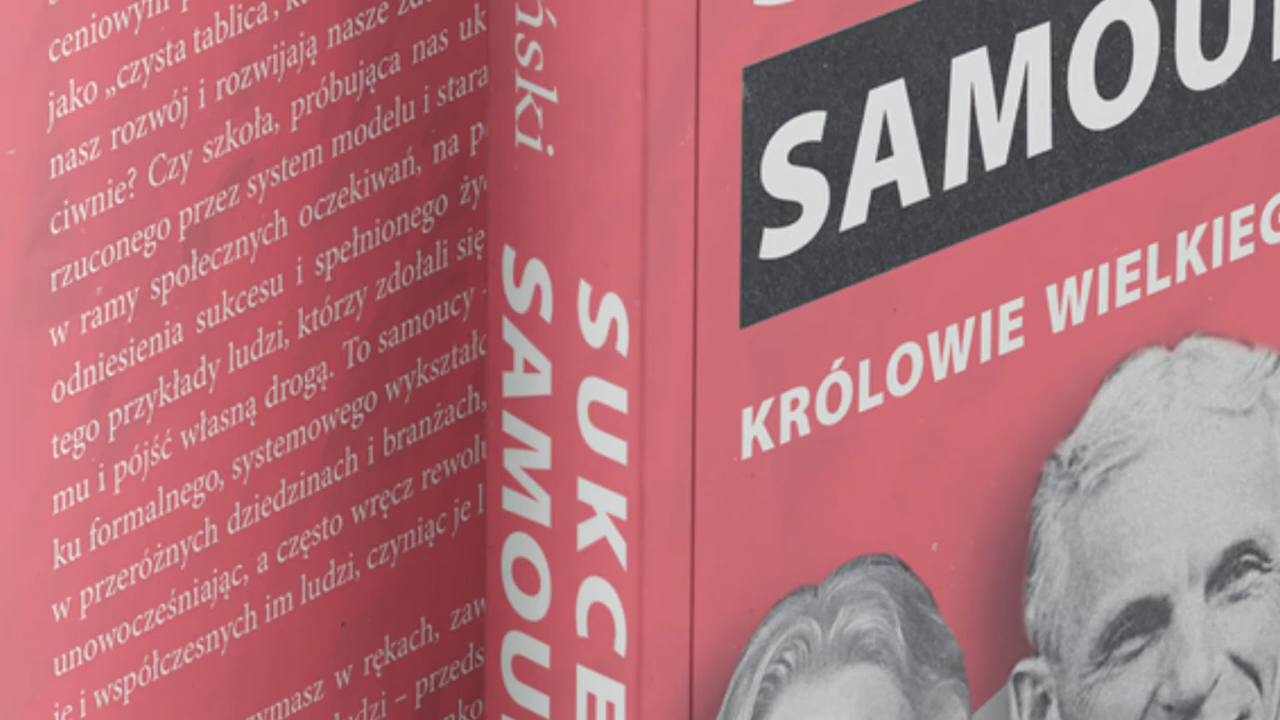 ceniowym
jako „czysta tablica",
nasz rozwój i rozwijają nasze
ciwnie? Czy szkoła, próbująca nas uk
rzuconego przez system modelu i stara
w ramy społecznych oczekiwań, na p
odniesienia sukcesu i spełnionego ży
tego przykłady ludzi, którzy zdołali się
mu i pójść własną drogą. To samoucy
ku formalnego, systemowego wykształc
w przeróżnych dziedzinach i branżach,
unowocześniając, a często wręcz rewolu
je i współczesnych im ludzi, czyniąc je l
zymasz w rękach, zaw
udzi – przeds
ński
SUKCE
SAMOU
SAMOU
KRÓLOWIE WIELKIEG